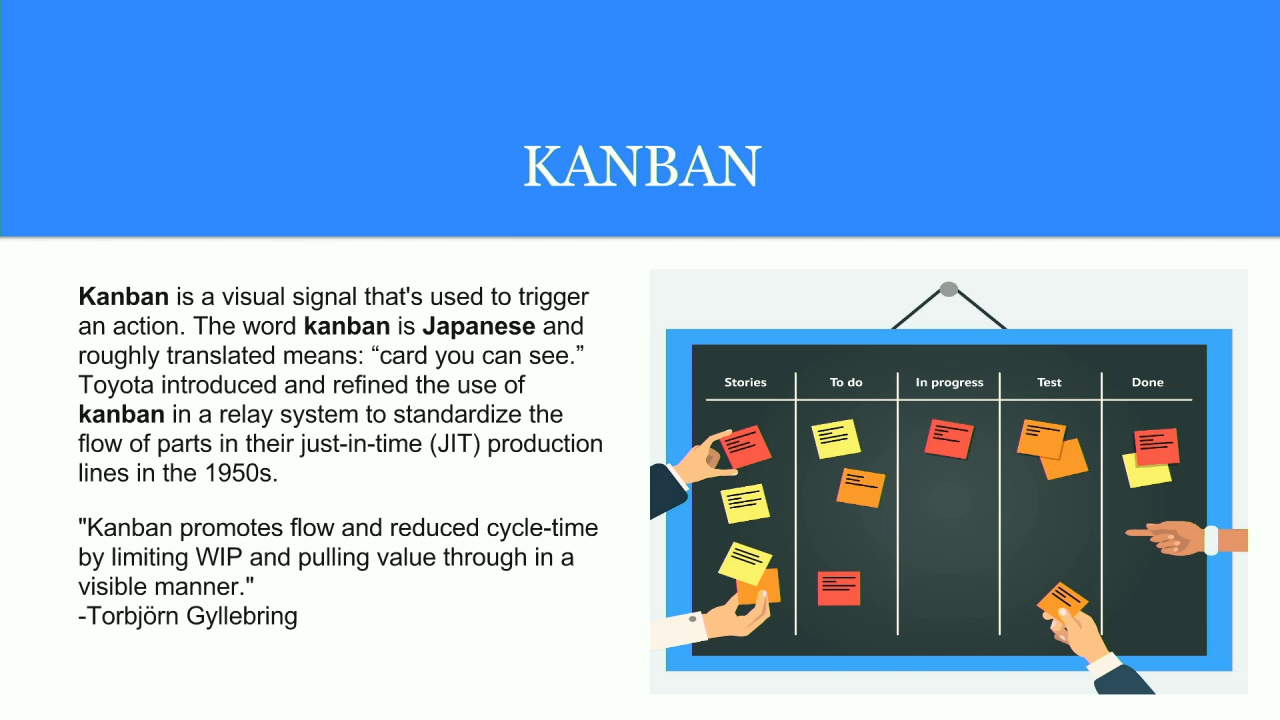 KANBAN
Kanban is a visual signal that's used to trigger
an action. The word kanban is Japanese and
roughly translated means: “card you can see.”
Toyota introduced and refined the use of
kanban in a relay system to standardize the
flow of parts in their just-in-time (JIT) production
lines in the 1950s.
"Kanban promotes flow and reduced cycle-time
by limiting WIP and pulling value through in a
visible manner."
-Torbjörn Gyllebring
Stories To do In progress Test Done